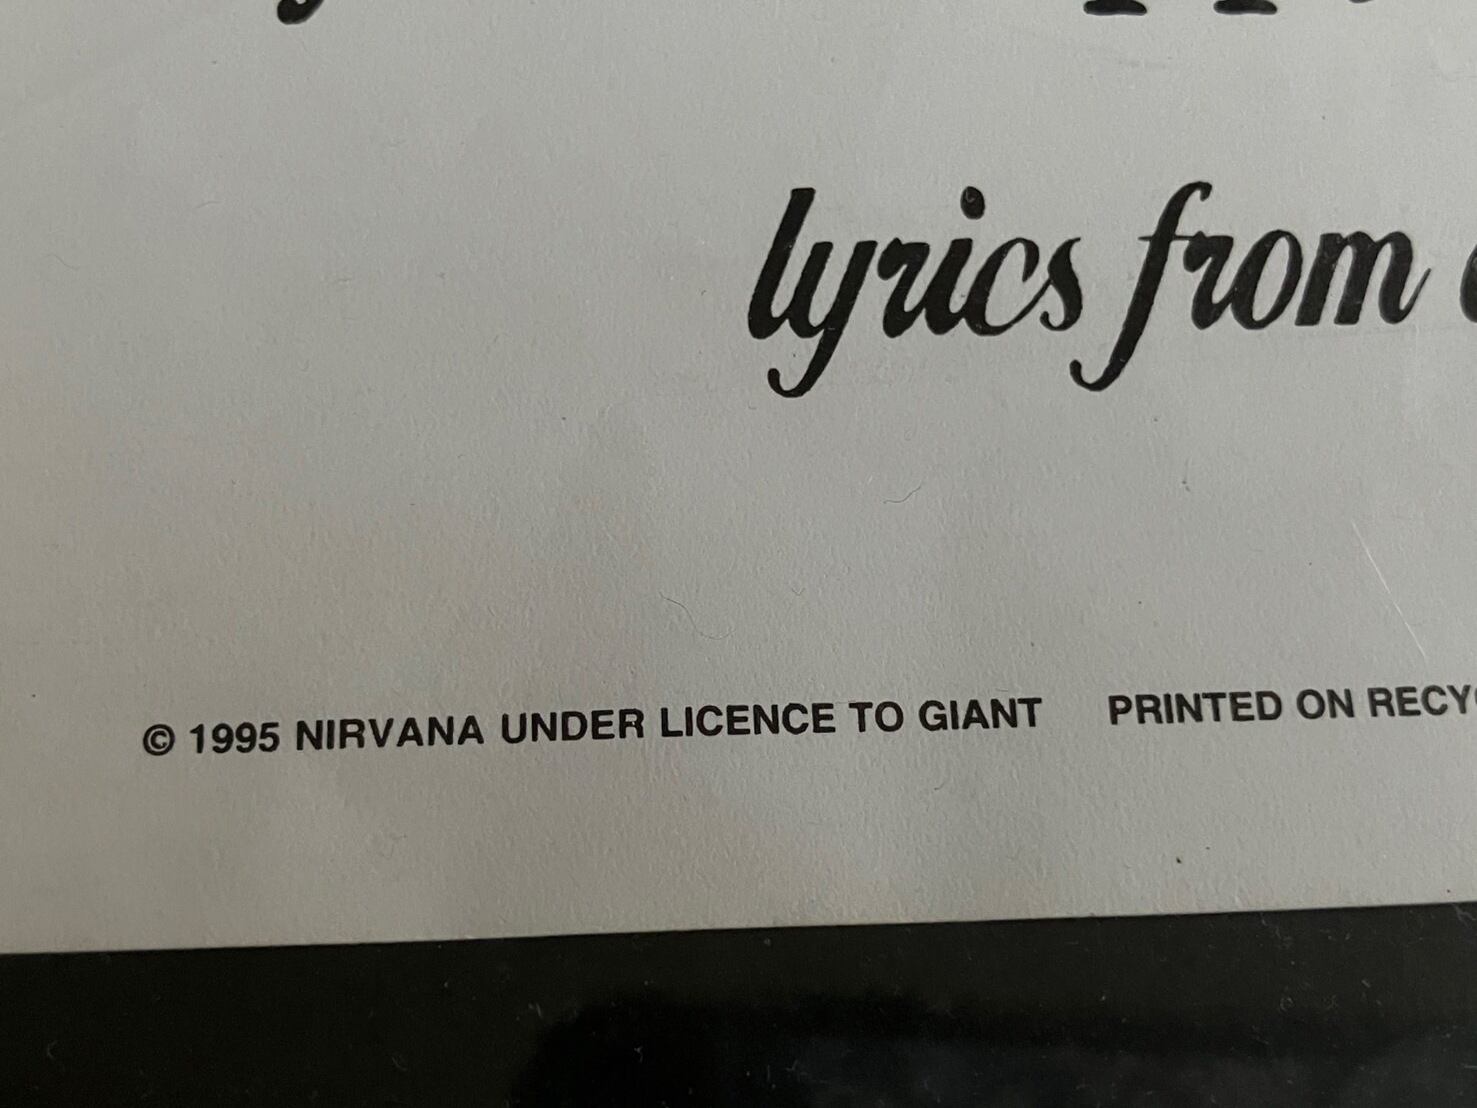 lyrics from
© 1995 NIRVANA UNDER LICENCE TO GIANT PRINTED ON